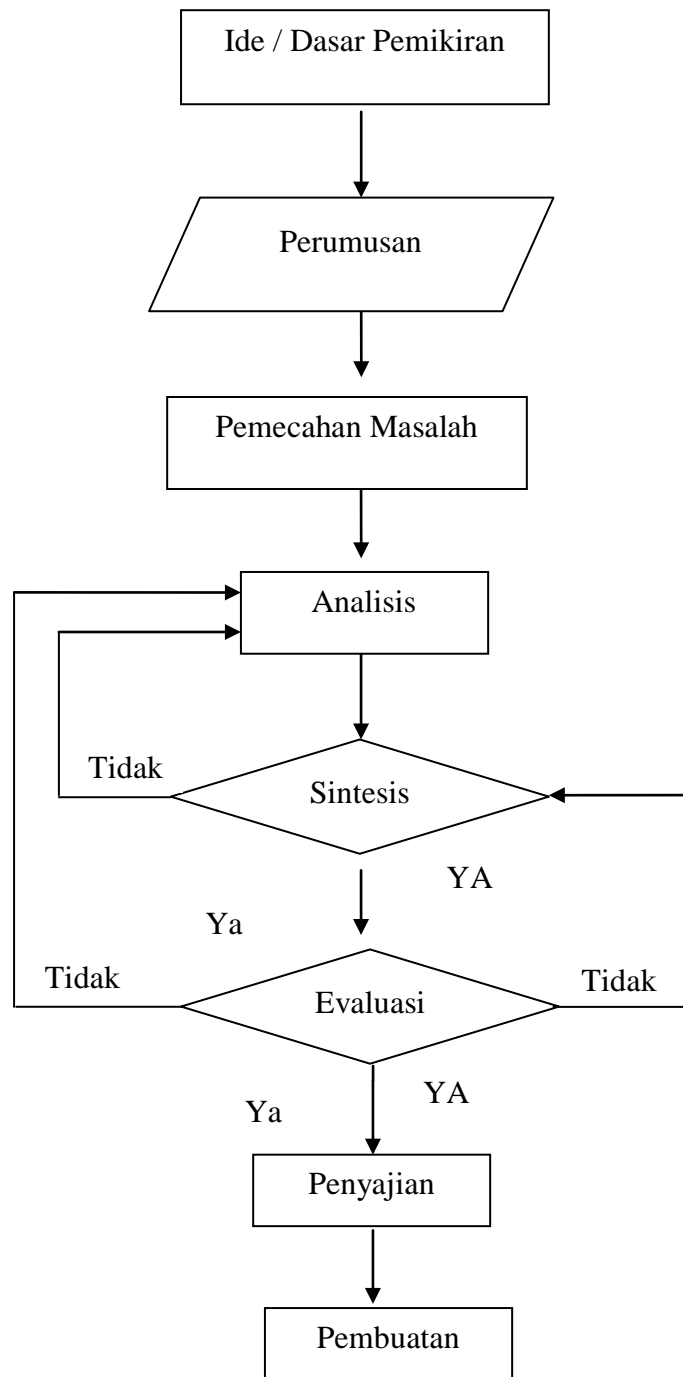 Ide / Dasar Pemikiran
Perumusan
Pemecahan Masalah
Analisis
Tidak
Sintesis
YA
Ya
Tidak
Evaluasi
Tidak
YA
Ya
Penyajian
Pembuatan